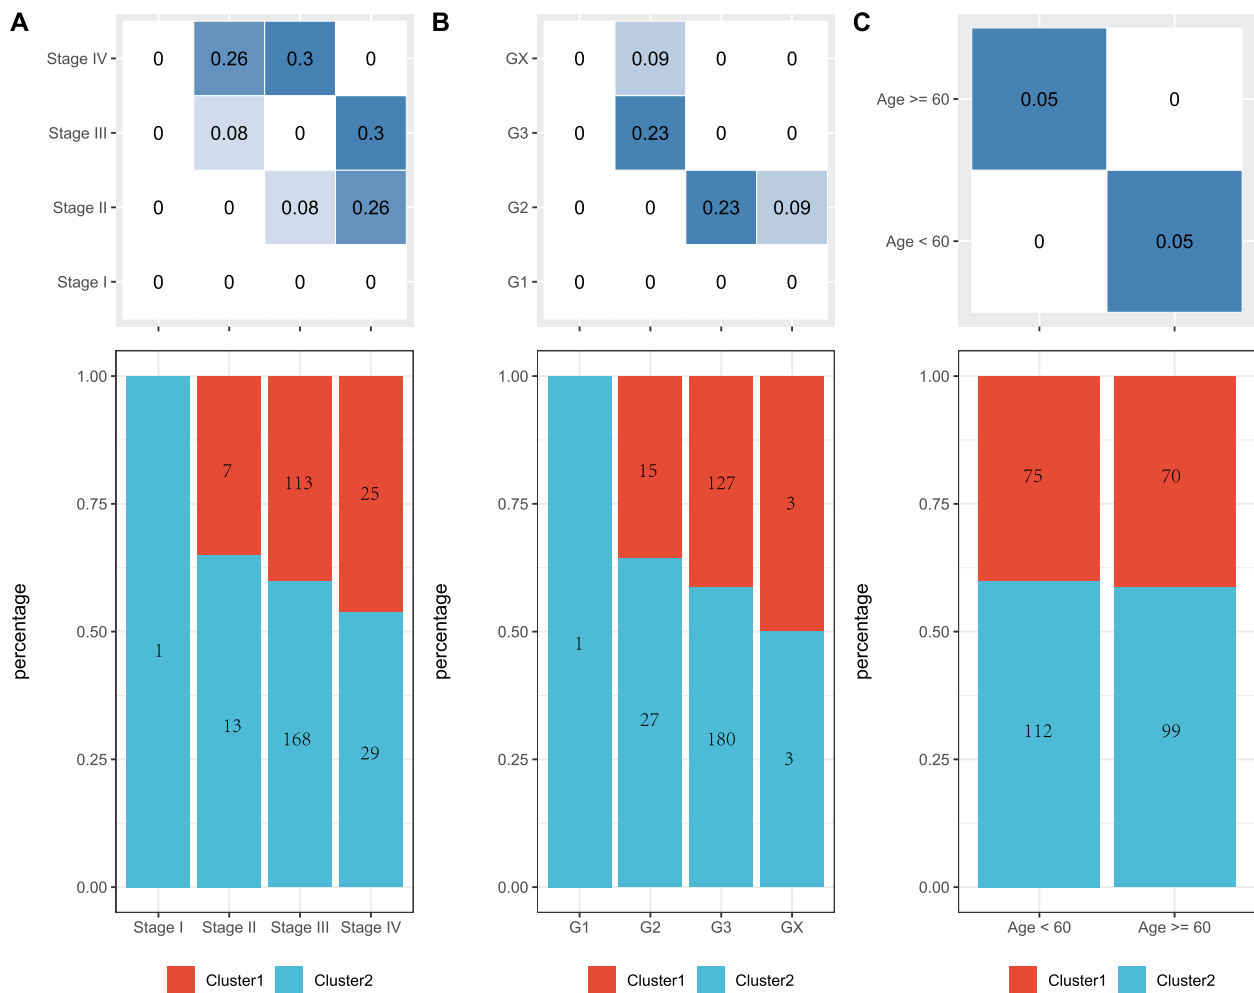 A
Stage IV
0
0.26
0.3
0
Stage III
0
0.08
0
0.3
Stage II
0
0
0.08
0.26
Stage I
0
0
0
0
percentage
1.00
0.75
0.50
0.25
0.00
7
113
25
1
13
168
29
Stage I
Stage II
Stage III
Stage IV
Cluster1
Cluster2
B
GX
0
0.09
0
0
G3
0
0.23
0
0
G2
0
0
0.23
0.09
G1
0
0
0
0
percentage
1.00
0.75
0.50
0.25
0.00
15
127
3
1
27
180
3
G1
G2
G3
GX
Cluster1
Cluster2
C
Age >= 60
0.05
0
Age < 60
0
0.05
percentage
1.00
0.75
0.50
0.25
0.00
75
70
112
99
Age < 60
Age >= 60
Cluster1
Cluster2